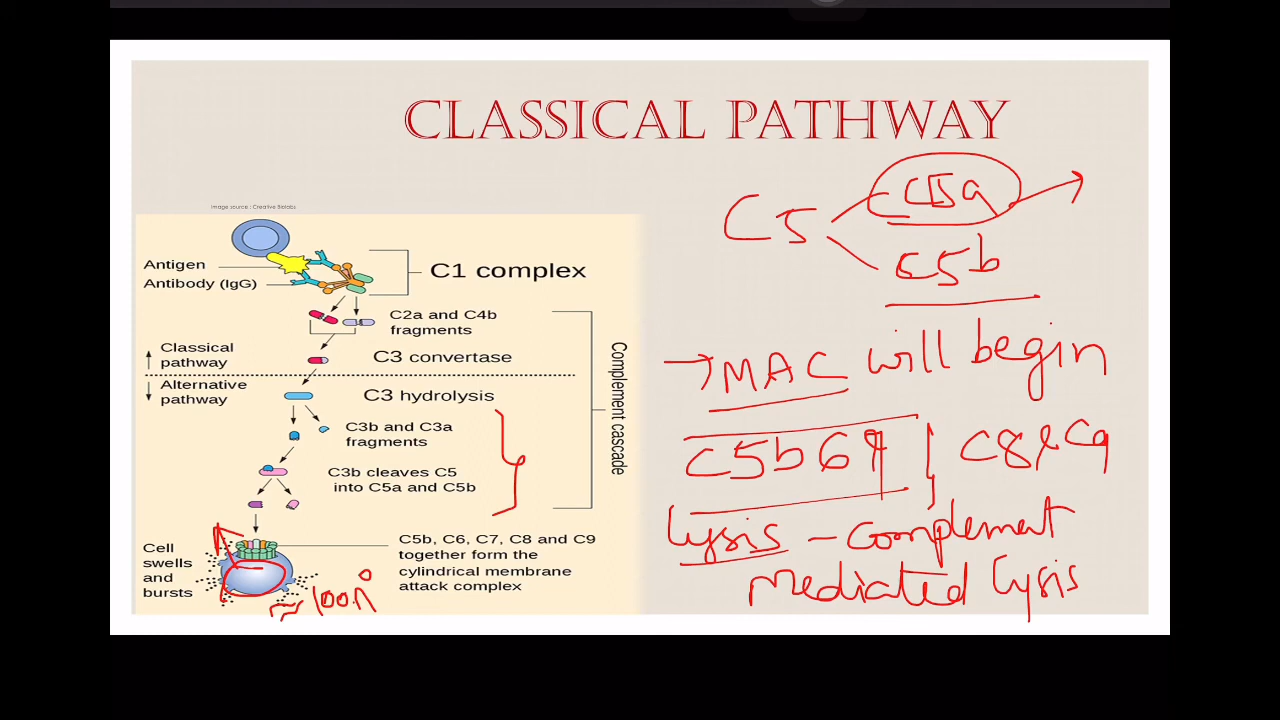 CLASSICAL PATHWAY
Image source : Creative Biolabs
Antigen
Antibody (IgG)
C1 complex
C2a and C4b
fragments
Classical
pathway
C3 convertase
Alternative
pathway
C3 hydrolysis
C3b and C3a
fragments
C3b cleaves C5
into C5a and C5b
Complement cascade
Cell
swells
and
bursts
C5b, C6, C7, C8 and C9
together form the
cylindrical membrane
attack complex
≈100Å
C5
C5a
C5b
→ MAC will begin
C5b67 C8 & C9
Lysis - Complement
mediated Lysis